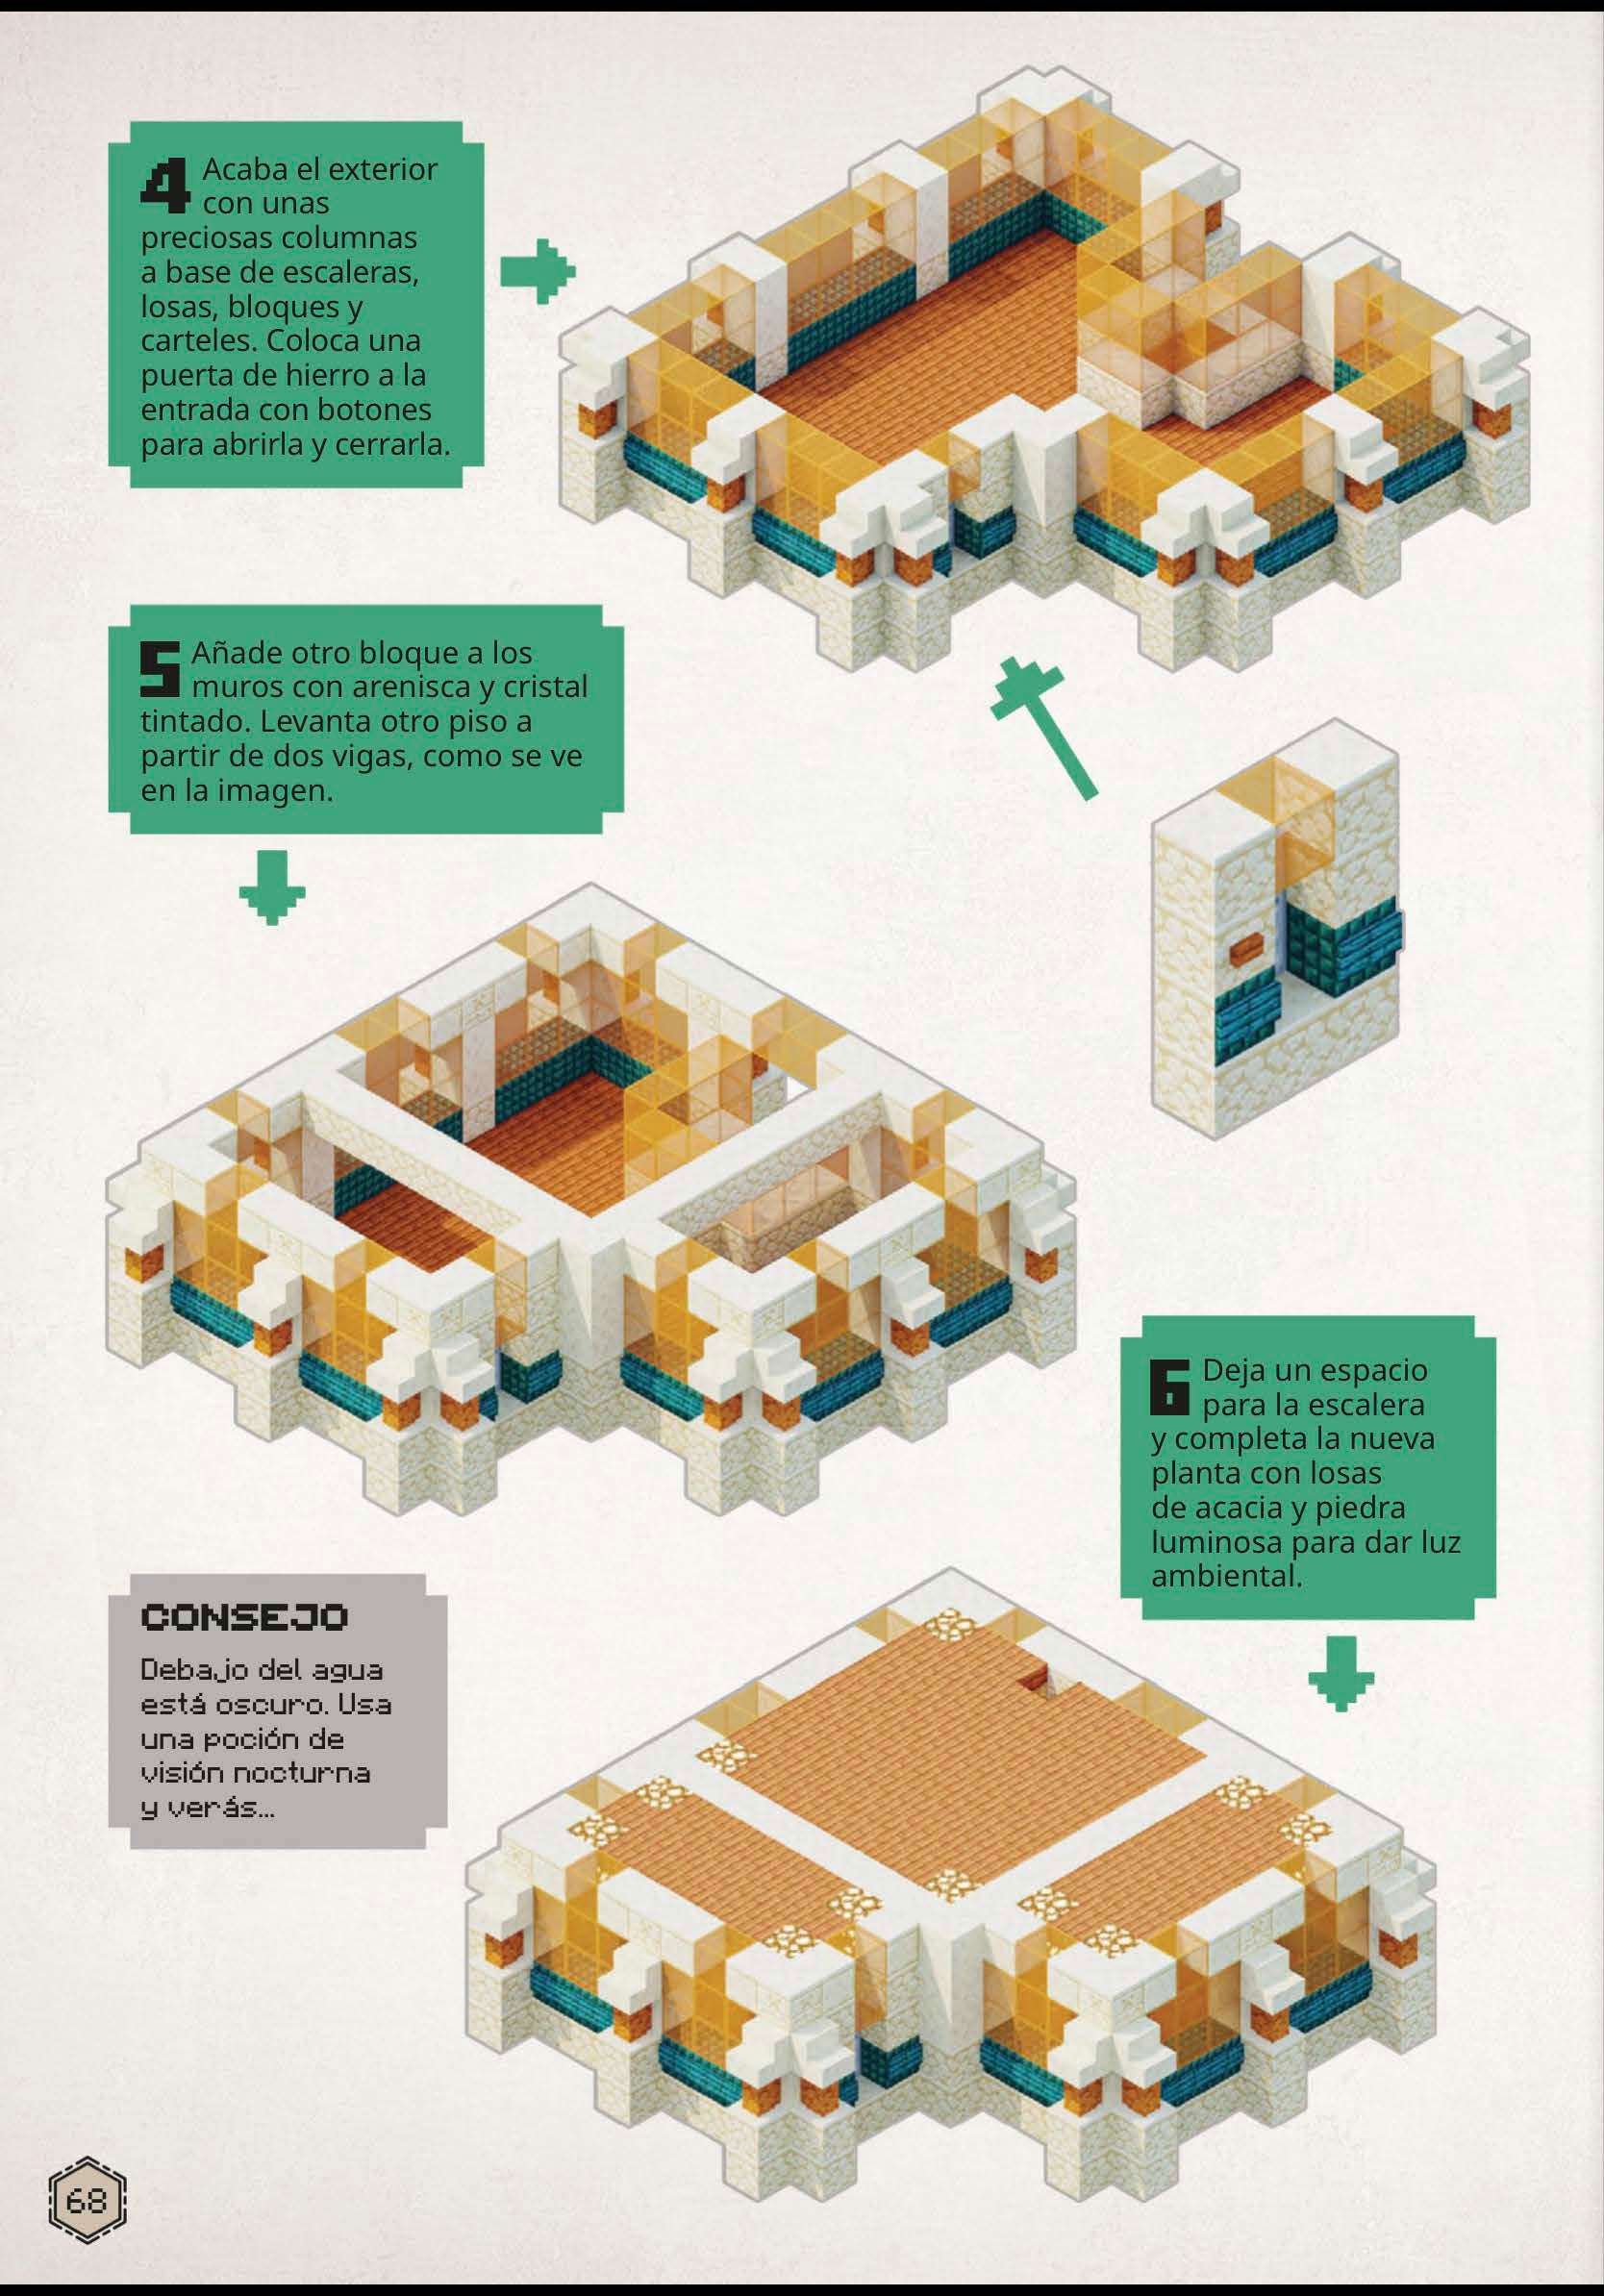 4 Acaba el exterior
con unas
preciosas columnas
a base de escaleras,
losas, bloques y
carteles. Coloca una
puerta de hierro a la
entrada con botones
para abrirla y cerrarla.
5 Añade otro bloque a los
muros con arenisca y cristal
tintado. Levanta otro piso a
partir de dos vigas, como se ve
en la imagen.
6 Deja un espacio
para la escalera
y completa la nueva
planta con losas
de acacia y piedra
luminosa para dar luz
ambiental.
CONSEJO
Debajo del agua
está oscuro. Usa
una poción de
visión nocturna
y verás...
68